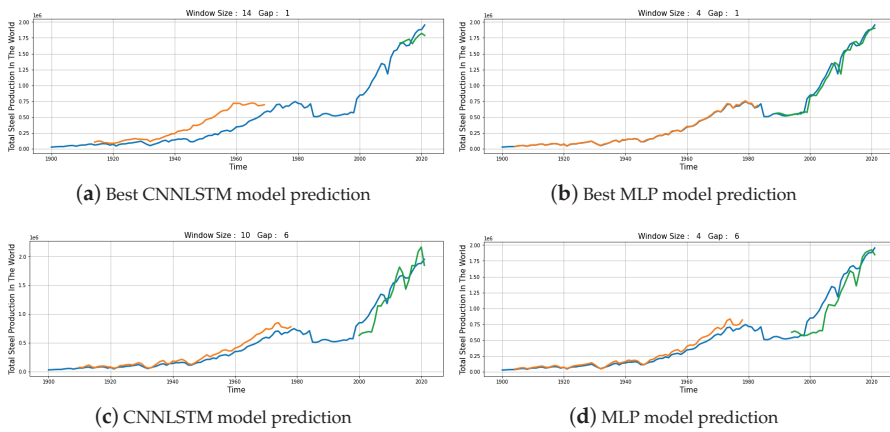 Window Size : 14 Gap : 1
1e6
Total Steel Production In The World
2.00
1.75
1.50
1.25
1.00
0.75
0.50
0.25
0.00
1900 1920 1940 1960 1980 2000 2020
Time
(a) Best CNNLSTM model prediction
Window Size : 4 Gap : 1
1e6
Total Steel Production In The World
2.00
1.75
1.50
1.25
1.00
0.75
0.50
0.25
0.00
1900 1920 1940 1960 1980 2000 2020
Time
(b) Best MLP model prediction
Window Size : 10 Gap : 6
1e6
Total Steel Production In The World
2.0
1.5
1.0
0.5
0.0
1900 1920 1940 1960 1980 2000 2020
Time
(c) CNNLSTM model prediction
Window Size : 4 Gap : 6
1e6
Total Steel Production In The World
2.00
1.75
1.50
1.25
1.00
0.75
0.50
0.25
0.00
1900 1920 1940 1960 1980 2000 2020
Time
(d) MLP model prediction